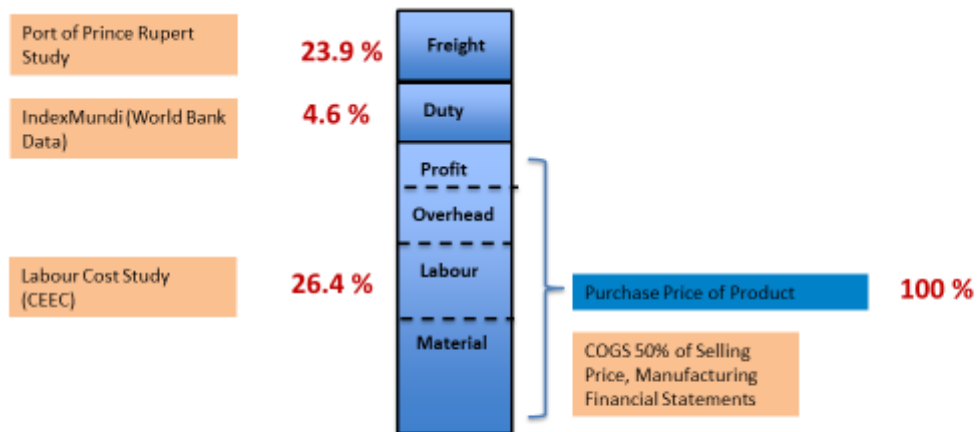 Port of Prince Rupert
Study
23.9 %
Freight
IndexMundi (World Bank
Data)
4.6 %
Duty
Profit
Overhead
Labour Cost Study
(CEEC)
26.4 %
Labour
Purchase Price of Product
100 %
Material
COGS 50% of Selling
Price, Manufacturing
Financial Statements